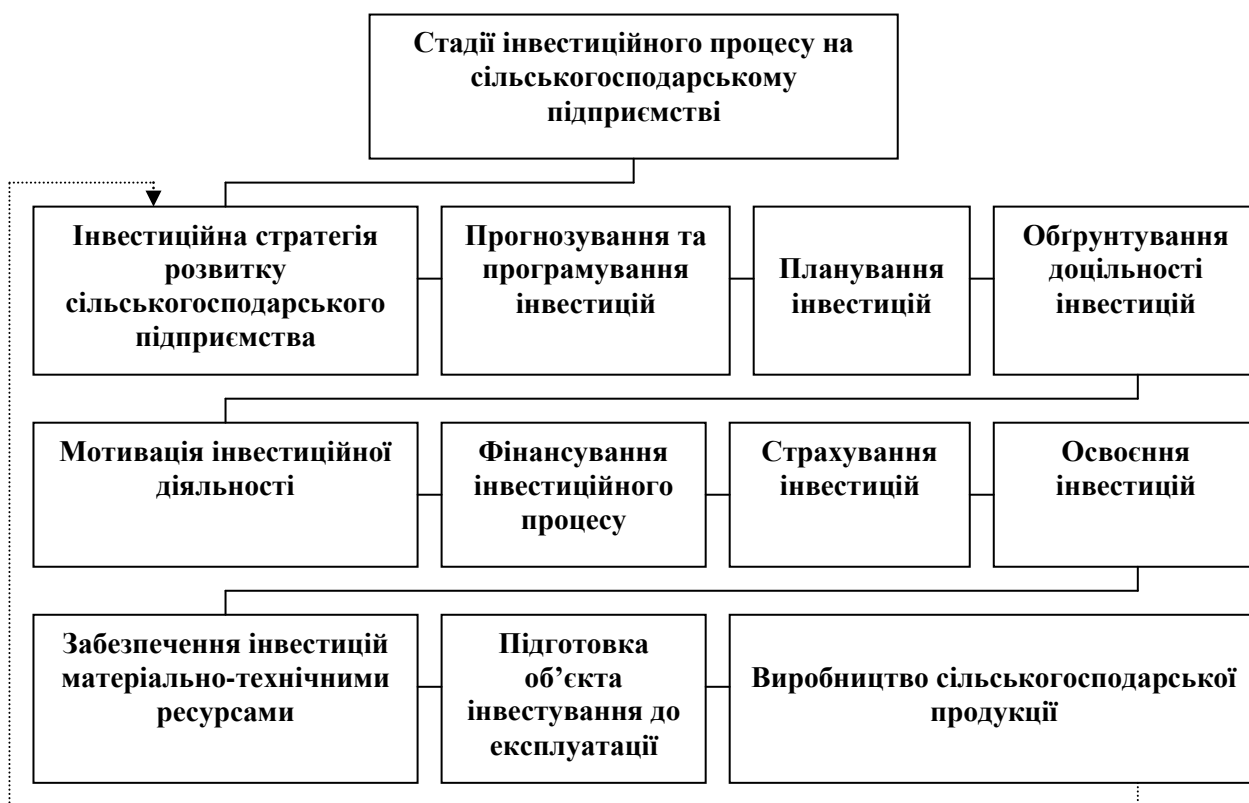 Стадії інвестиційного процесу на
сільськогосподарському
підприємстві
Інвестиційна стратегія
розвитку
сільськогосподарського
підприємства
Прогнозування та
програмування
інвестицій
Планування
інвестицій
Обґрунтування
доцільності
інвестицій
Мотивація інвестиційної
діяльності
Фінансування
інвестиційного
процесу
Страхування
інвестицій
Освоєння
інвестицій
Забезпечення інвестицій
матеріально-технічними
ресурсами
Підготовка
об’єкта
інвестування до
експлуатації
Виробництво сільськогосподарської
продукції